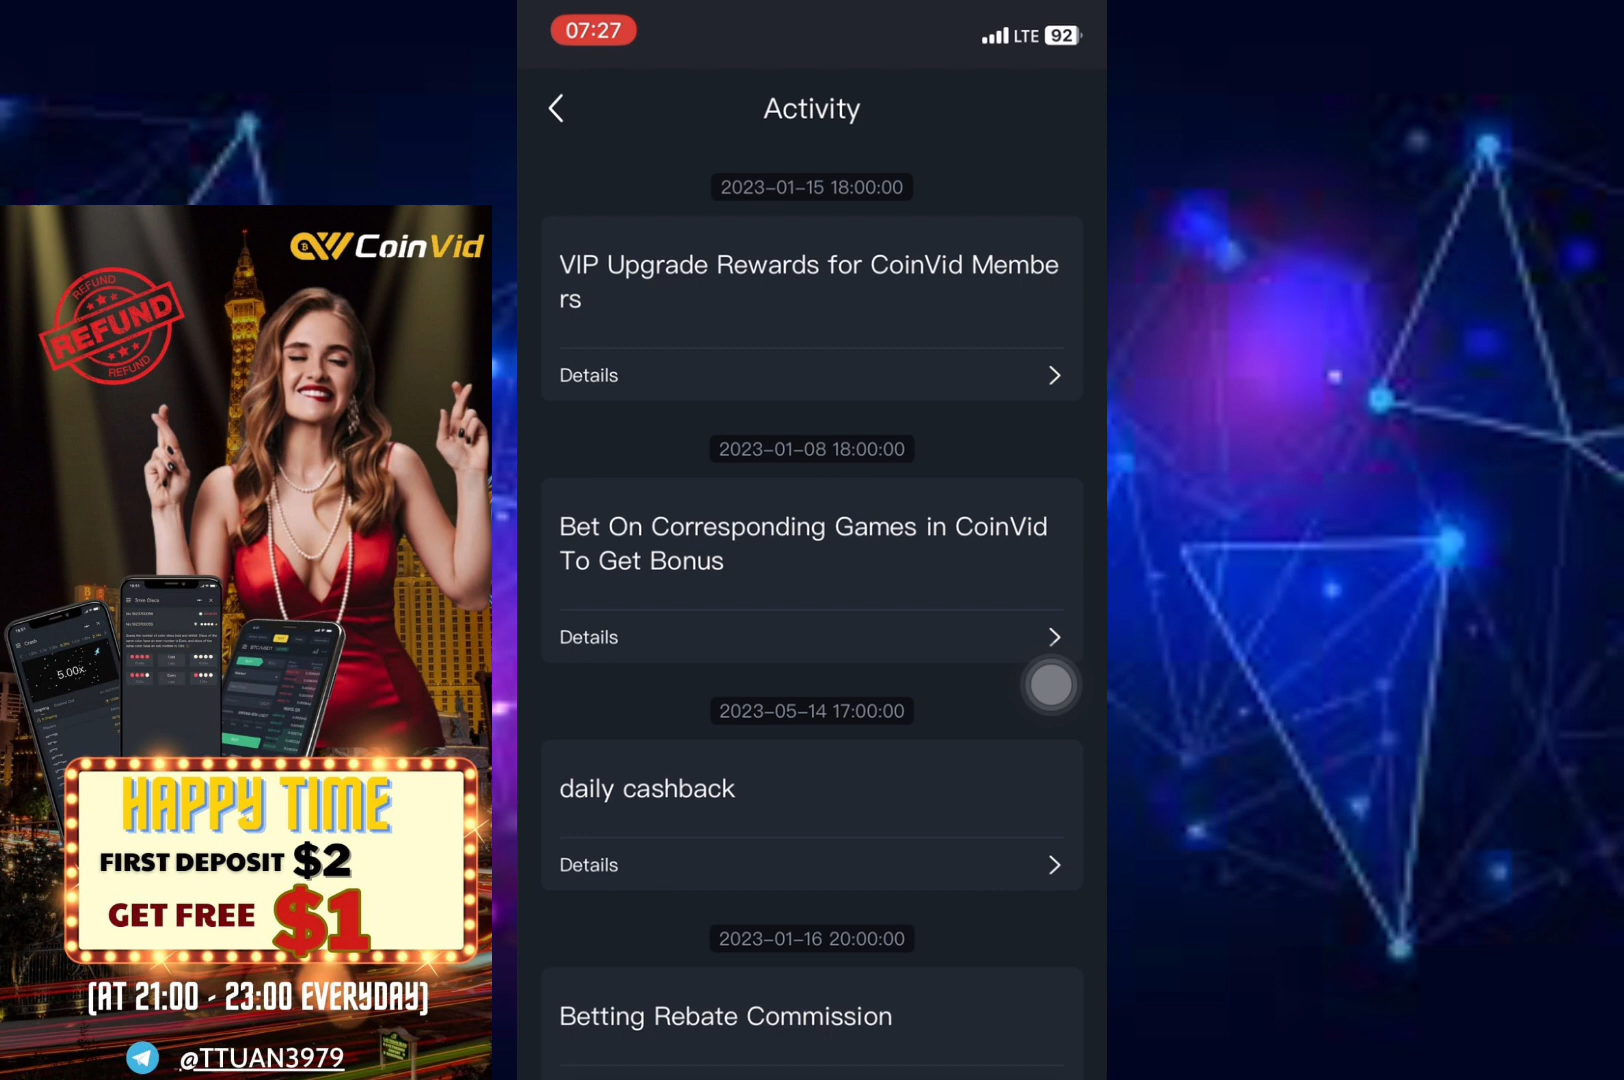 CoinVid
REFUND
REFUND
REFUND
5.00x
HAPPY TIME
FIRST DEPOSIT $2
GET FREE $1
(AT 21:00 - 23:00 EVERYDAY)
@TTUAN3979
07:27
LTE 92
Activity
2023-01-15 18:00:00
VIP Upgrade Rewards for CoinVid Membe
rs
Details
2023-01-08 18:00:00
Bet On Corresponding Games in CoinVid
To Get Bonus
Details
2023-05-14 17:00:00
daily cashback
Details
2023-01-16 20:00:00
Betting Rebate Commission